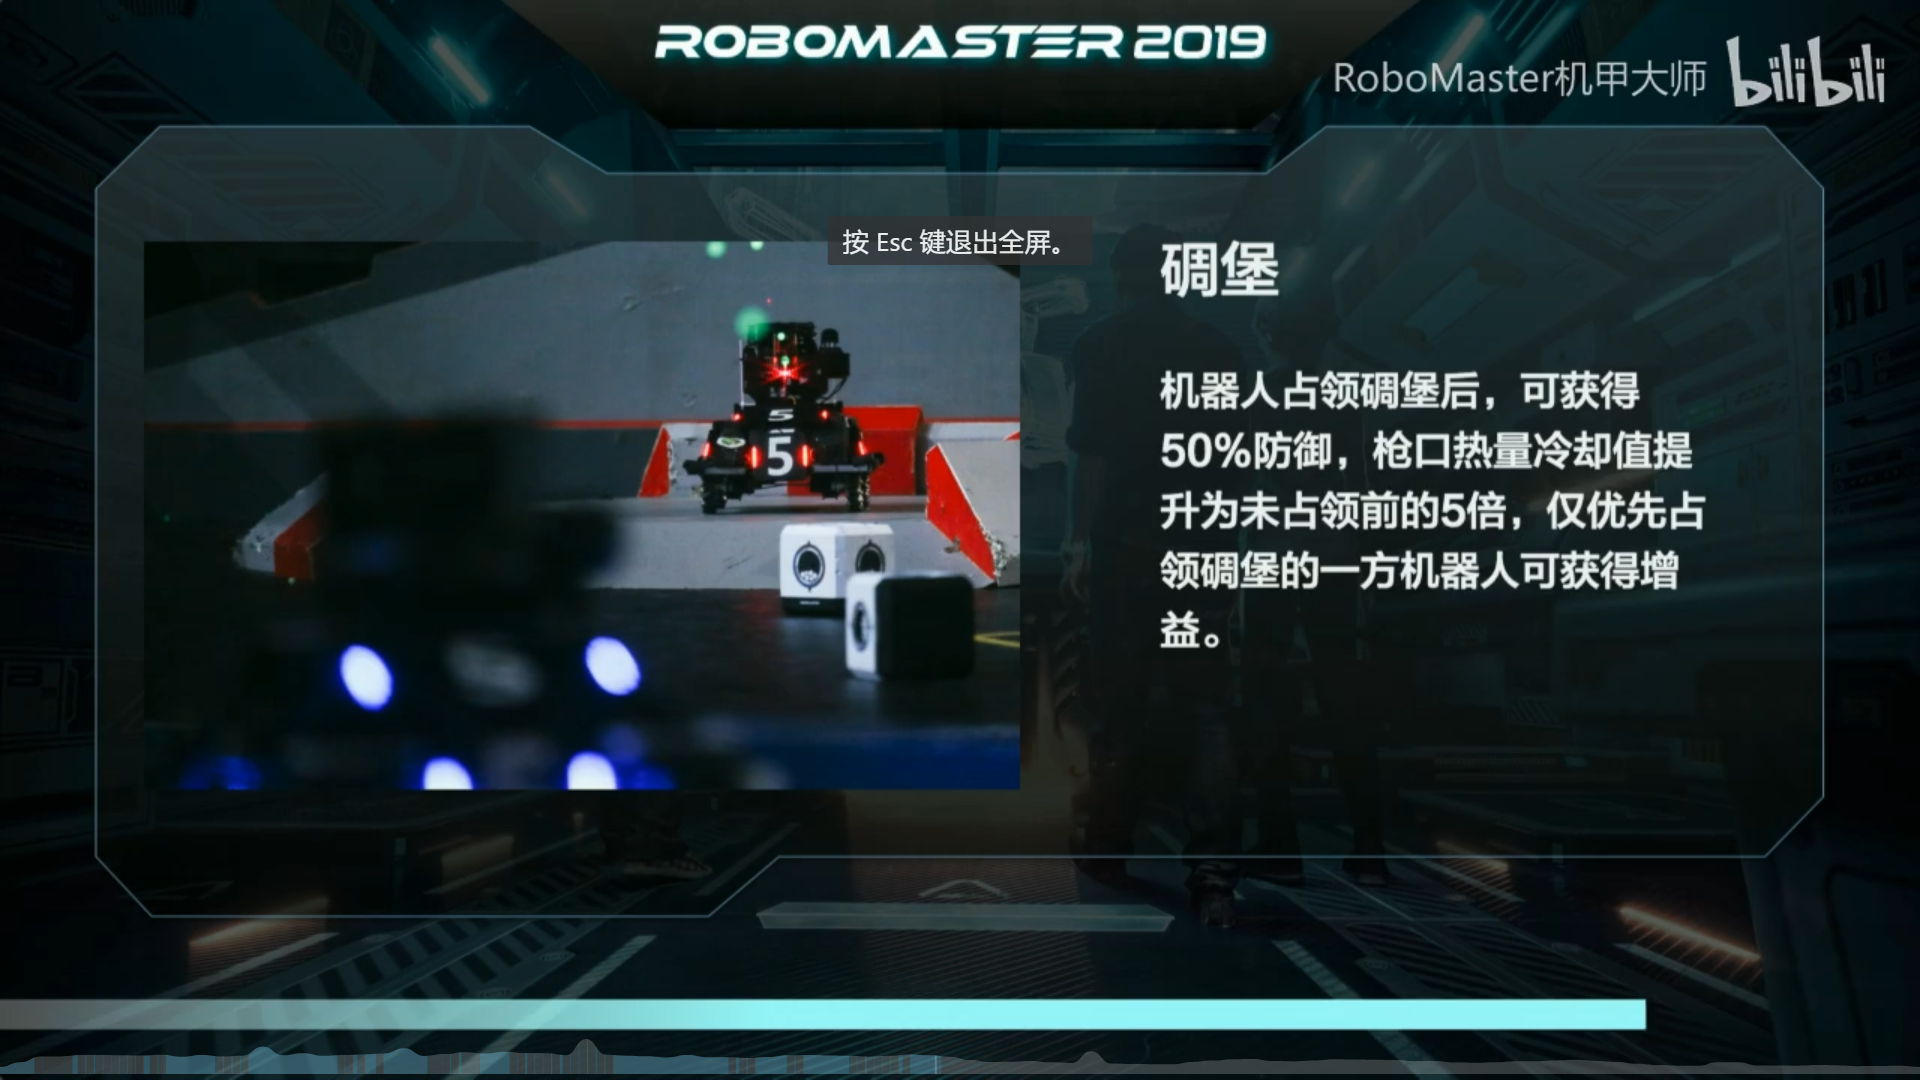 ROBOMASTER 2019
RoboMaster机甲大师 bilibili
按 Esc 键退出全屏。
碉堡
机器人占领碉堡后，可获得
50%防御，枪口热量冷却值提
升为未占领前的5倍，仅优先占
领碉堡的一方机器人可获得增
益。
5
5